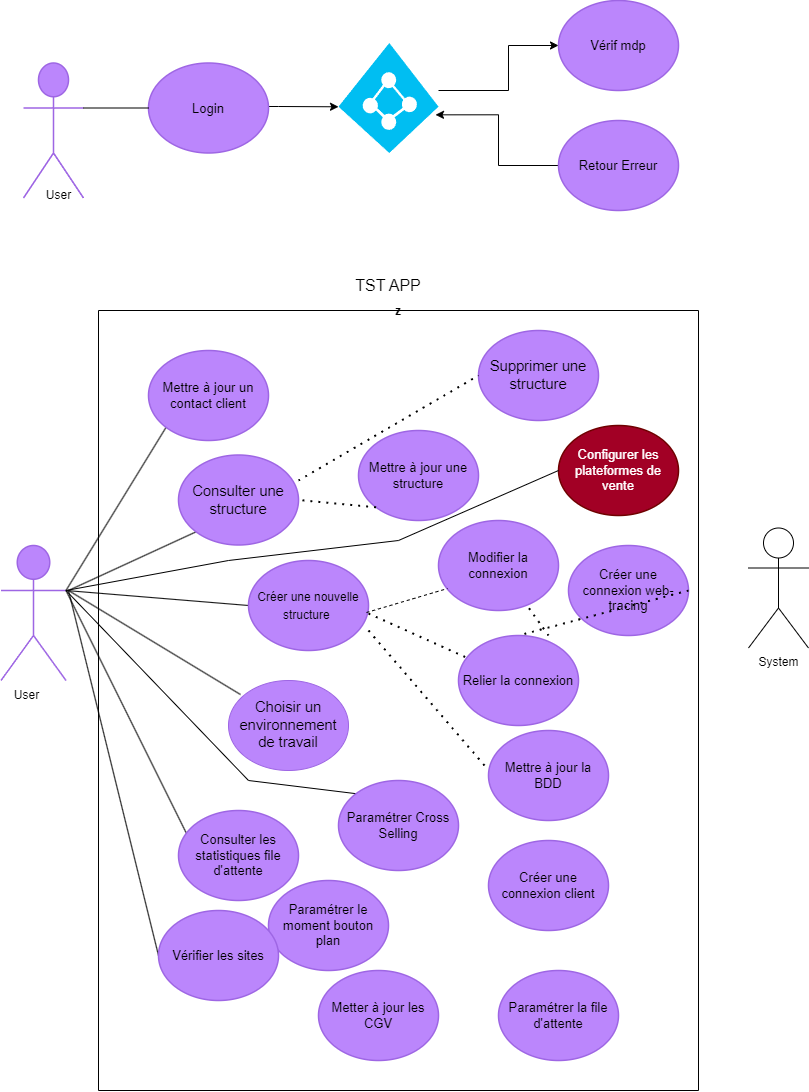 Vérif mdp
Login
Retour Erreur
User
TST APP
z
Supprimer une
structure
Mettre à jour un
contact client
Configurer les
plateformes de
vente
Mettre à jour une
structure
Consulter une
structure
Modifier la
connexion
Créer une
connexion web-
tracing
Créer une nouvelle
structure
System
Relier la connexion
User
Choisir un
environnement
de travail
Mettre à jour la
BDD
Paramétrer Cross
Selling
Consulter les
statistiques file
d'attente
Créer une
connexion client
Paramétrer le
moment bouton
plan
Vérifier les sites
Metter à jour les
CGV
Paramétrer la file
d'attente